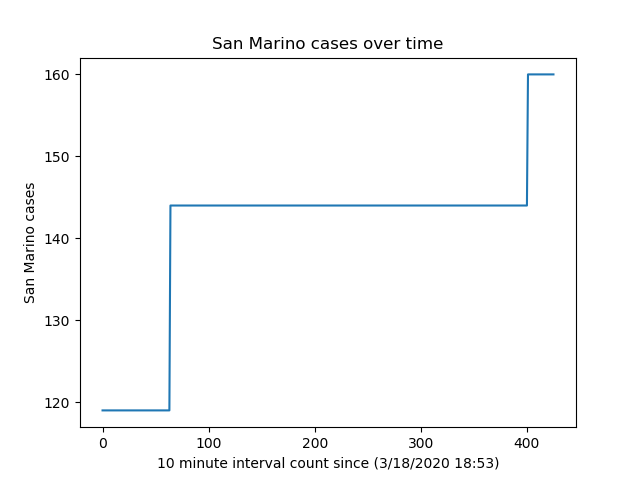 San Marino cases over time
160
150
140
130
120
San Marino cases
0 100 200 300 400
10 minute interval count since (3/18/2020 18:53)